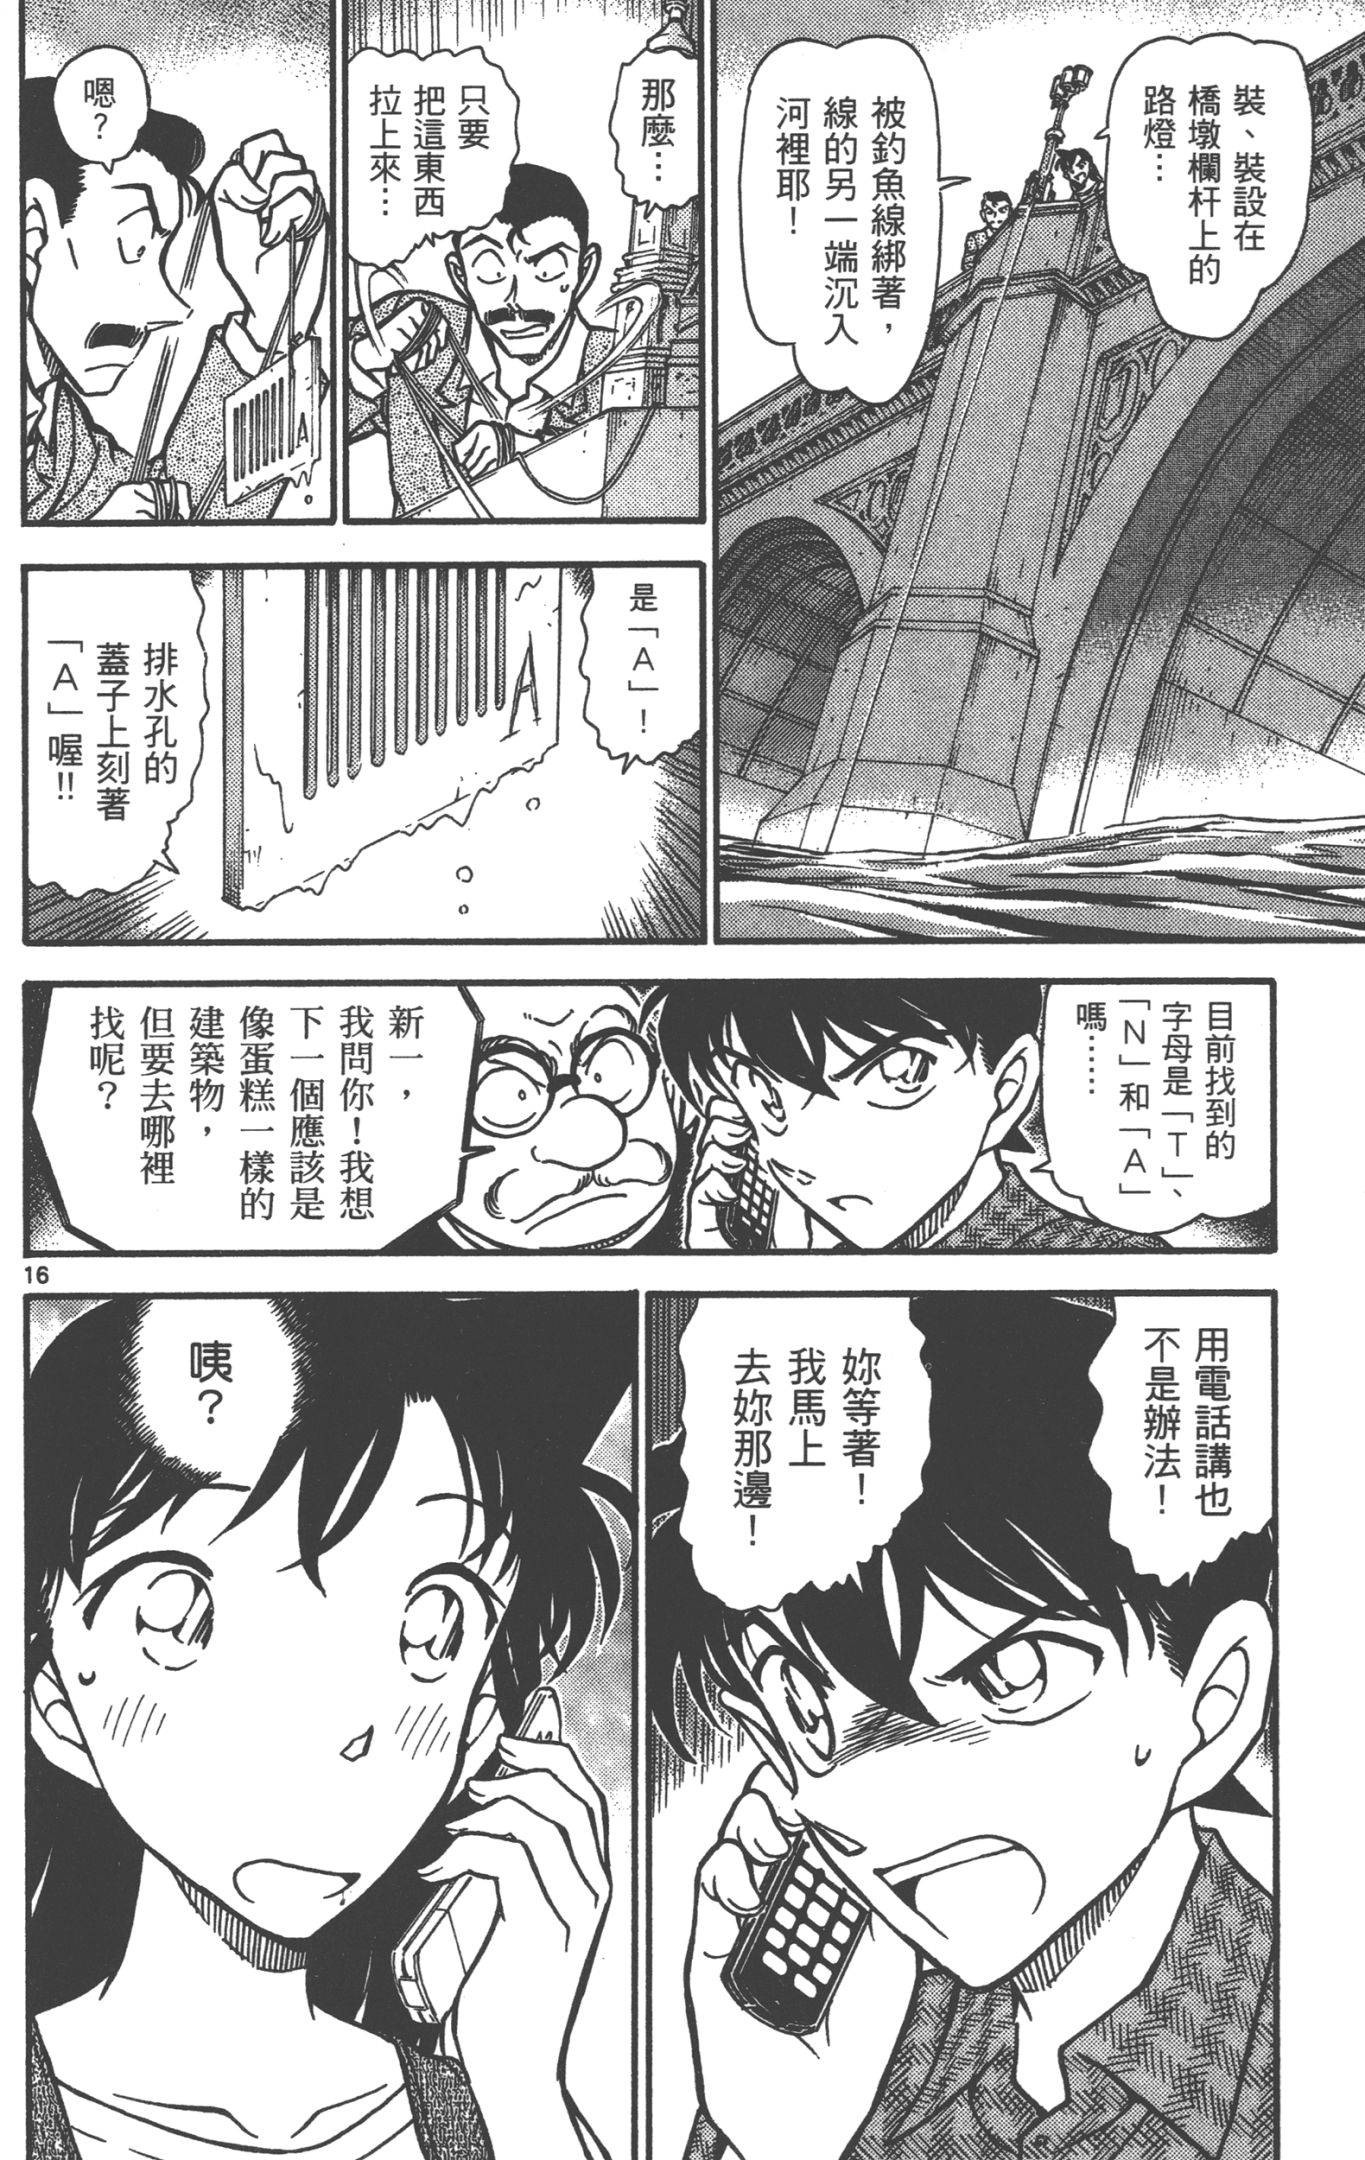 裝、裝設在
橋墩欄杆上的
路燈…
被釣魚線綁著，
線的另一端沉入
河裡耶！
那麼…
只要
把這東西
拉上來…
嗯？
A
是「A」！
A
排水孔的
蓋子上刻著
「A」喔!!
目前找到的
字母是「T」、
「N」和「A」
嗎……
新一，
我問你！我想
下一個應該是
像蛋糕一樣的
建築物，
但要去哪裡
找呢？
16
用電話講也
不是辦法！
妳等著！
我馬上
去妳那邊！
咦？